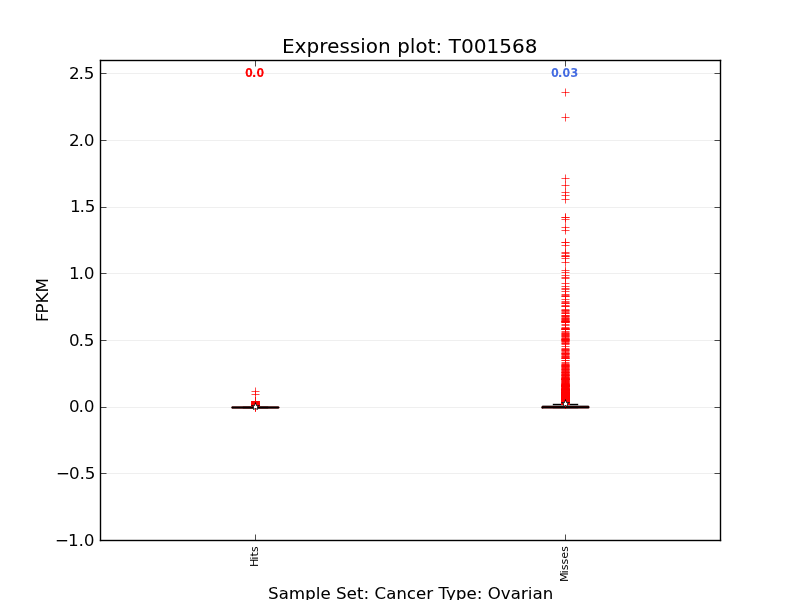 Expression plot: T001568
2.5
0.0
0.03
2.0
1.5
1.0
0.5
0.0
−0.5
−1.0
FPKM
Hits
Misses
Sample Set: Cancer Type: Ovarian